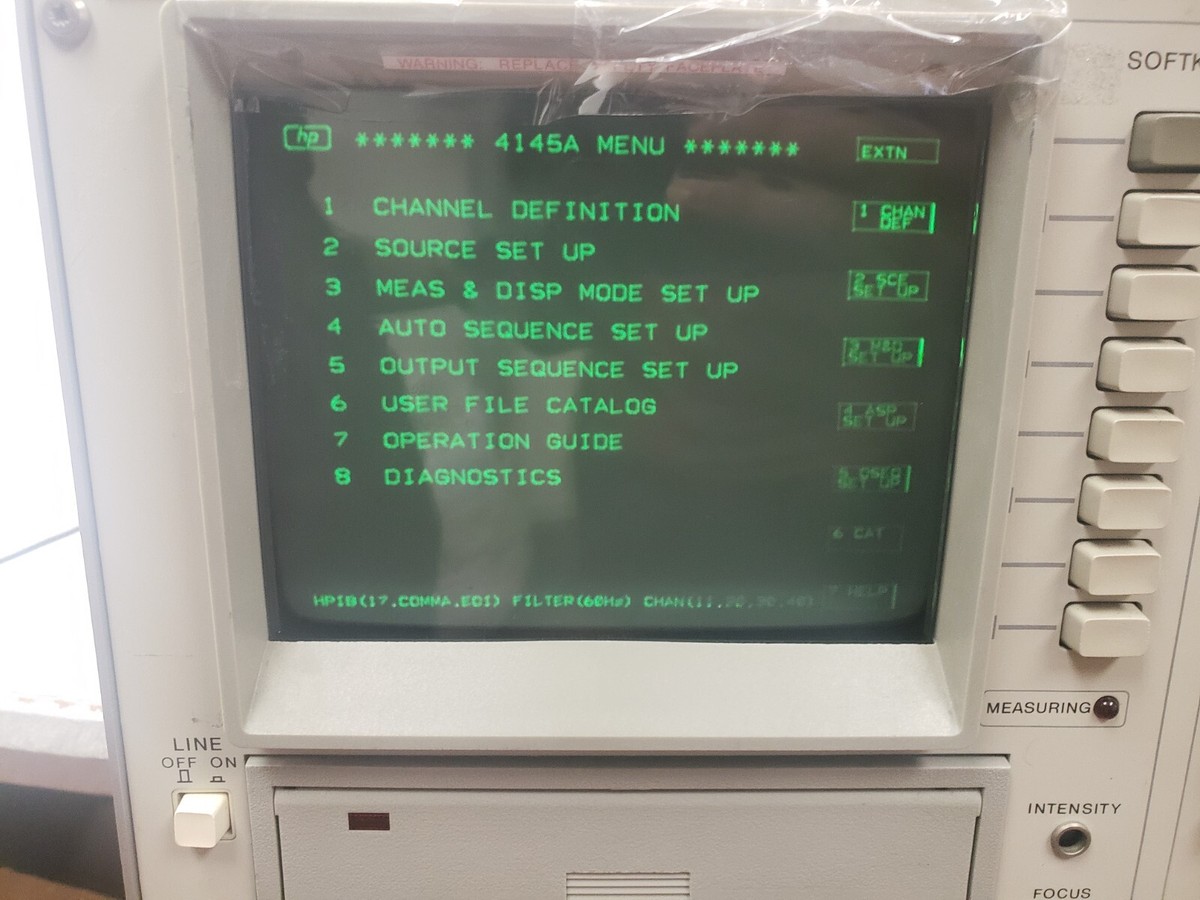 WARNING: REPLACE
SOFTK
hp ******* 4145A MENU *******
EXTN
1 CHANNEL DEFINITION
1 CHAN
DEF
2 SOURCE SET UP
2 SCE
SET UP
3 MEAS & DISP MODE SET UP
3 M&D
SET UP
4 AUTO SEQUENCE SET UP
5 OUTPUT SEQUENCE SET UP
4 ASP
SET UP
6 USER FILE CATALOG
7 OPERATION GUIDE
8 DIAGNOSTICS
5 OSEQ
SET UP
6 CAT
7 HELP
HPIB(17,COMMA,EOI) FILTER(60Hz)
MEASURING
LINE
OFF ON
INTENSITY
FOCUS